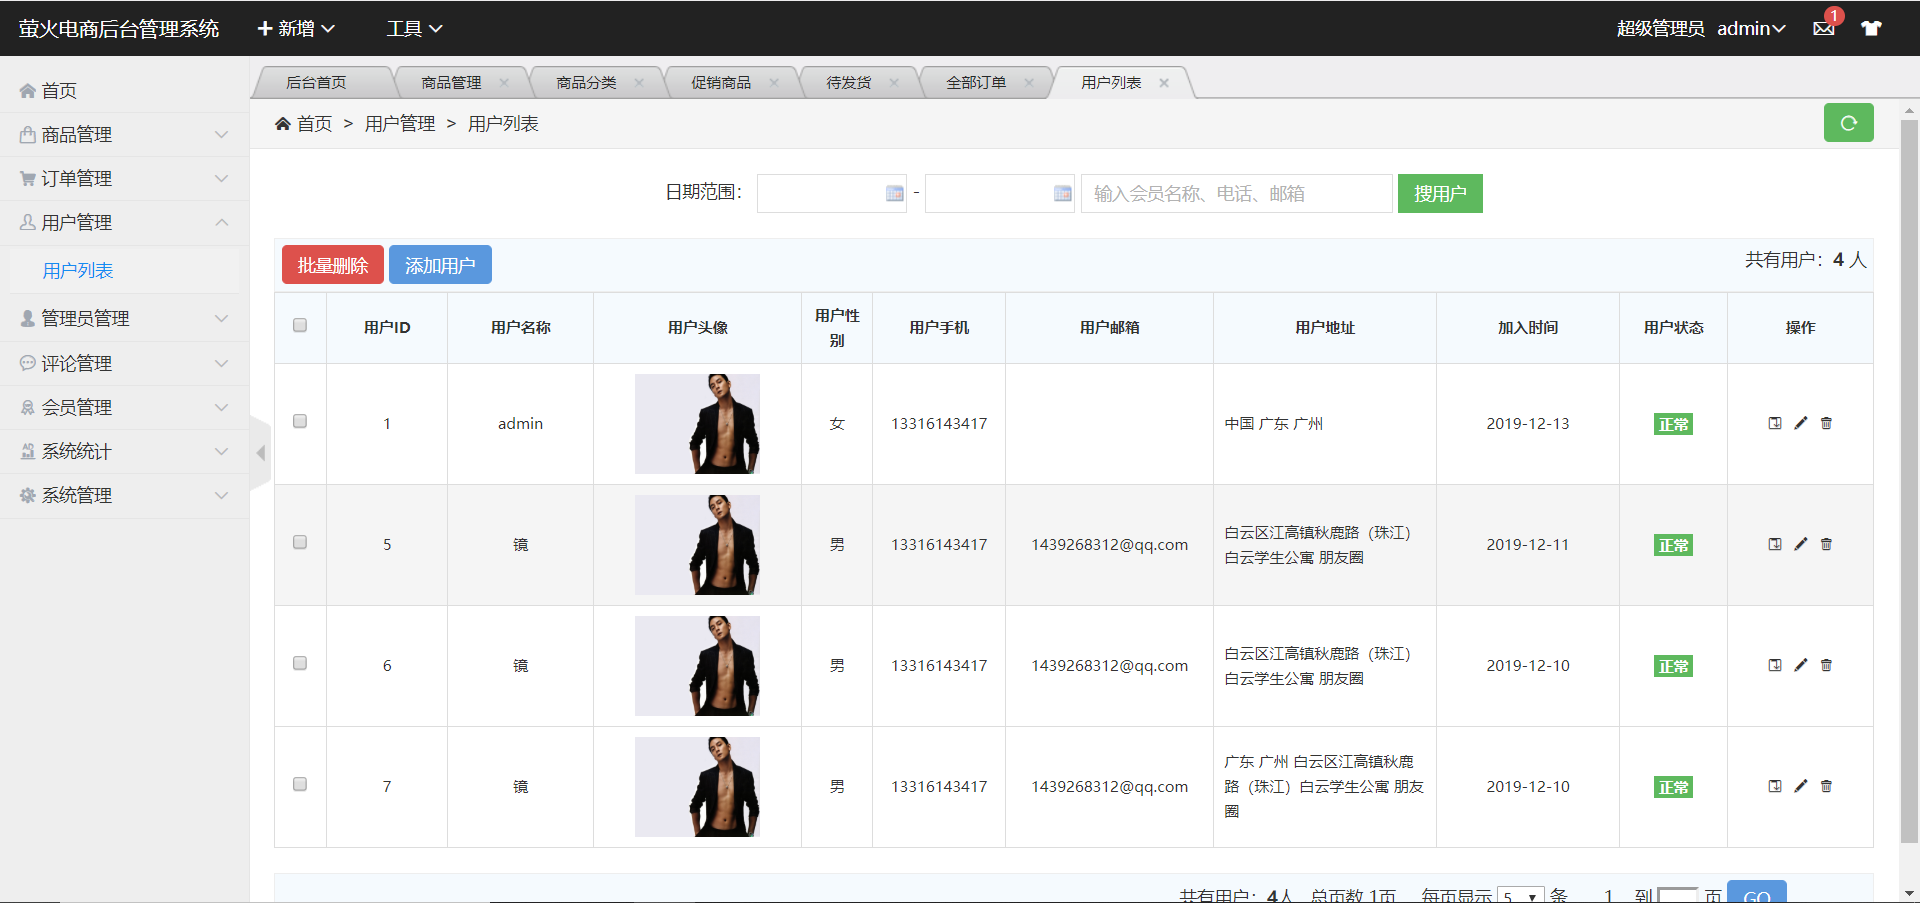 萤火电商后台管理系统
新增
工具
超级管理员 admin
1
首页
商品管理
订单管理
用户管理
用户列表
管理员管理
评论管理
会员管理
系统统计
系统管理
后台首页 商品管理 商品分类 促销商品 待发货 全部订单 用户列表
首页 > 用户管理 > 用户列表
日期范围： - 输入会员名称、电话、邮箱 搜用户
批量删除 添加用户 共有用户：4 人
用户ID 用户名称 用户头像 用户性别 用户手机 用户邮箱 用户地址 加入时间 用户状态 操作
1 admin 女 13316143417 中国 广东 广州 2019-12-13 正常
5 镜 男 13316143417 1439268312@qq.com 白云区江高镇秋鹿路（珠江）白云学生公寓 朋友圈 2019-12-11 正常
6 镜 男 13316143417 1439268312@qq.com 白云区江高镇秋鹿路（珠江）白云学生公寓 朋友圈 2019-12-10 正常
7 镜 男 13316143417 1439268312@qq.com 广东 广州 白云区江高镇秋鹿路（珠江）白云学生公寓 朋友圈 2019-12-10 正常
共有用户：4人 总页数 1页 每页显示 5 条 1 到 页 GO